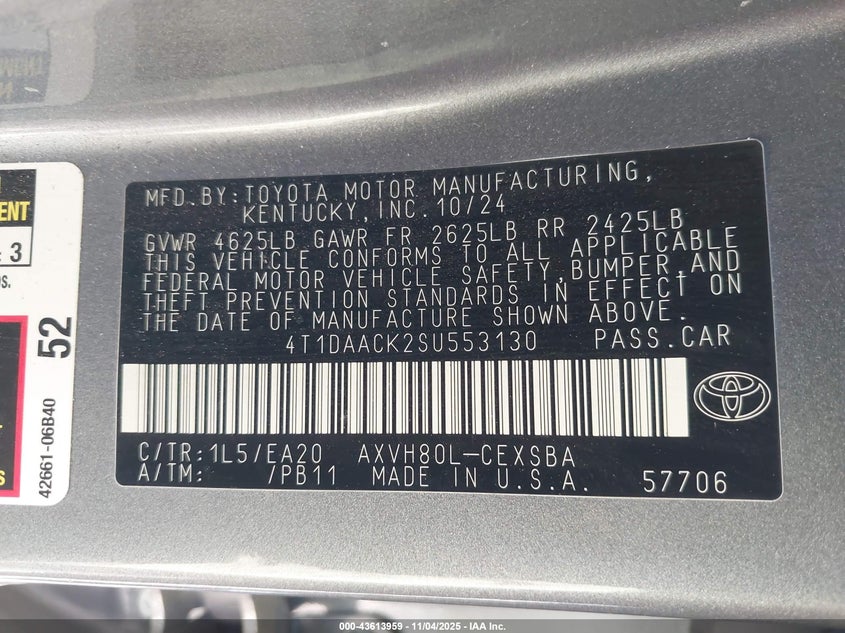 MFD. BY: TOYOTA MOTOR MANUFACTURING,
KENTUCKY, INC. 10/24
GVWR 4625LB GAWR FR 2625LB RR 2425LB
THIS VEHICLE CONFORMS TO ALL APPLICABLE
FEDERAL MOTOR VEHICLE SAFETY, BUMPER, AND
THEFT PREVENTION STANDARDS IN EFFECT ON
THE DATE OF MANUFACTURE SHOWN ABOVE.
4T1DAACK2SU553130 PASS.CAR
C/TR: 1L5/EA20 AXVH80L-CEXSBA
A/TM: /PB11 MADE IN U.S.A. 57706
3
52
42661-06B40
000-43613959 — 11/04/2025 — IAA Inc.